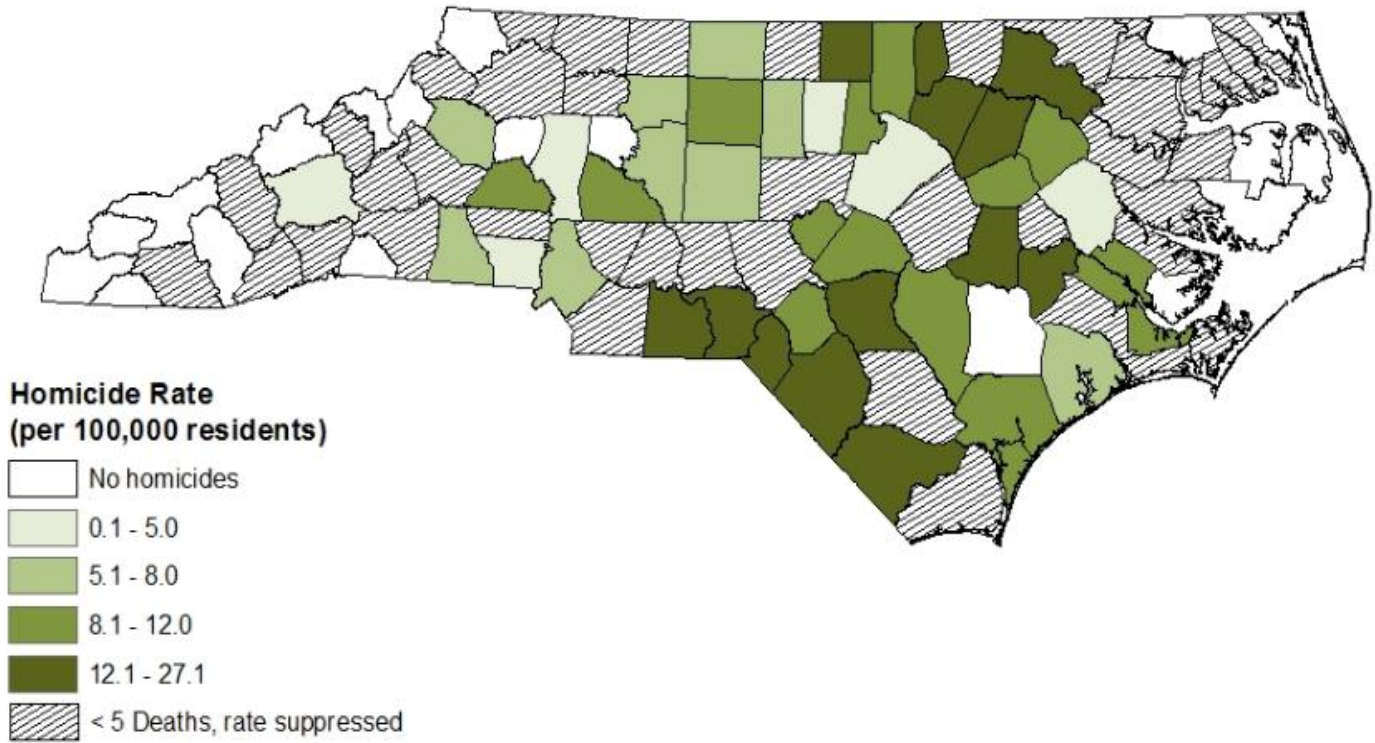 Homicide Rate
(per 100,000 residents)
No homicides
0.1 - 5.0
5.1 - 8.0
8.1 - 12.0
12.1 - 27.1
< 5 Deaths, rate suppressed